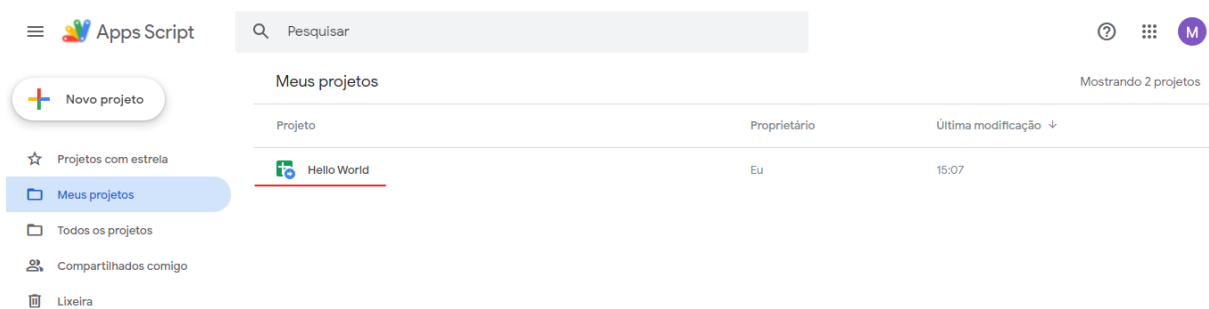 Apps Script
Pesquisar
M
Novo projeto
Projetos com estrela
Meus projetos
Todos os projetos
Compartilhados comigo
Lixeira
Meus projetos
Mostrando 2 projetos
Projeto Proprietário Última modificação
Hello World Eu 15:07